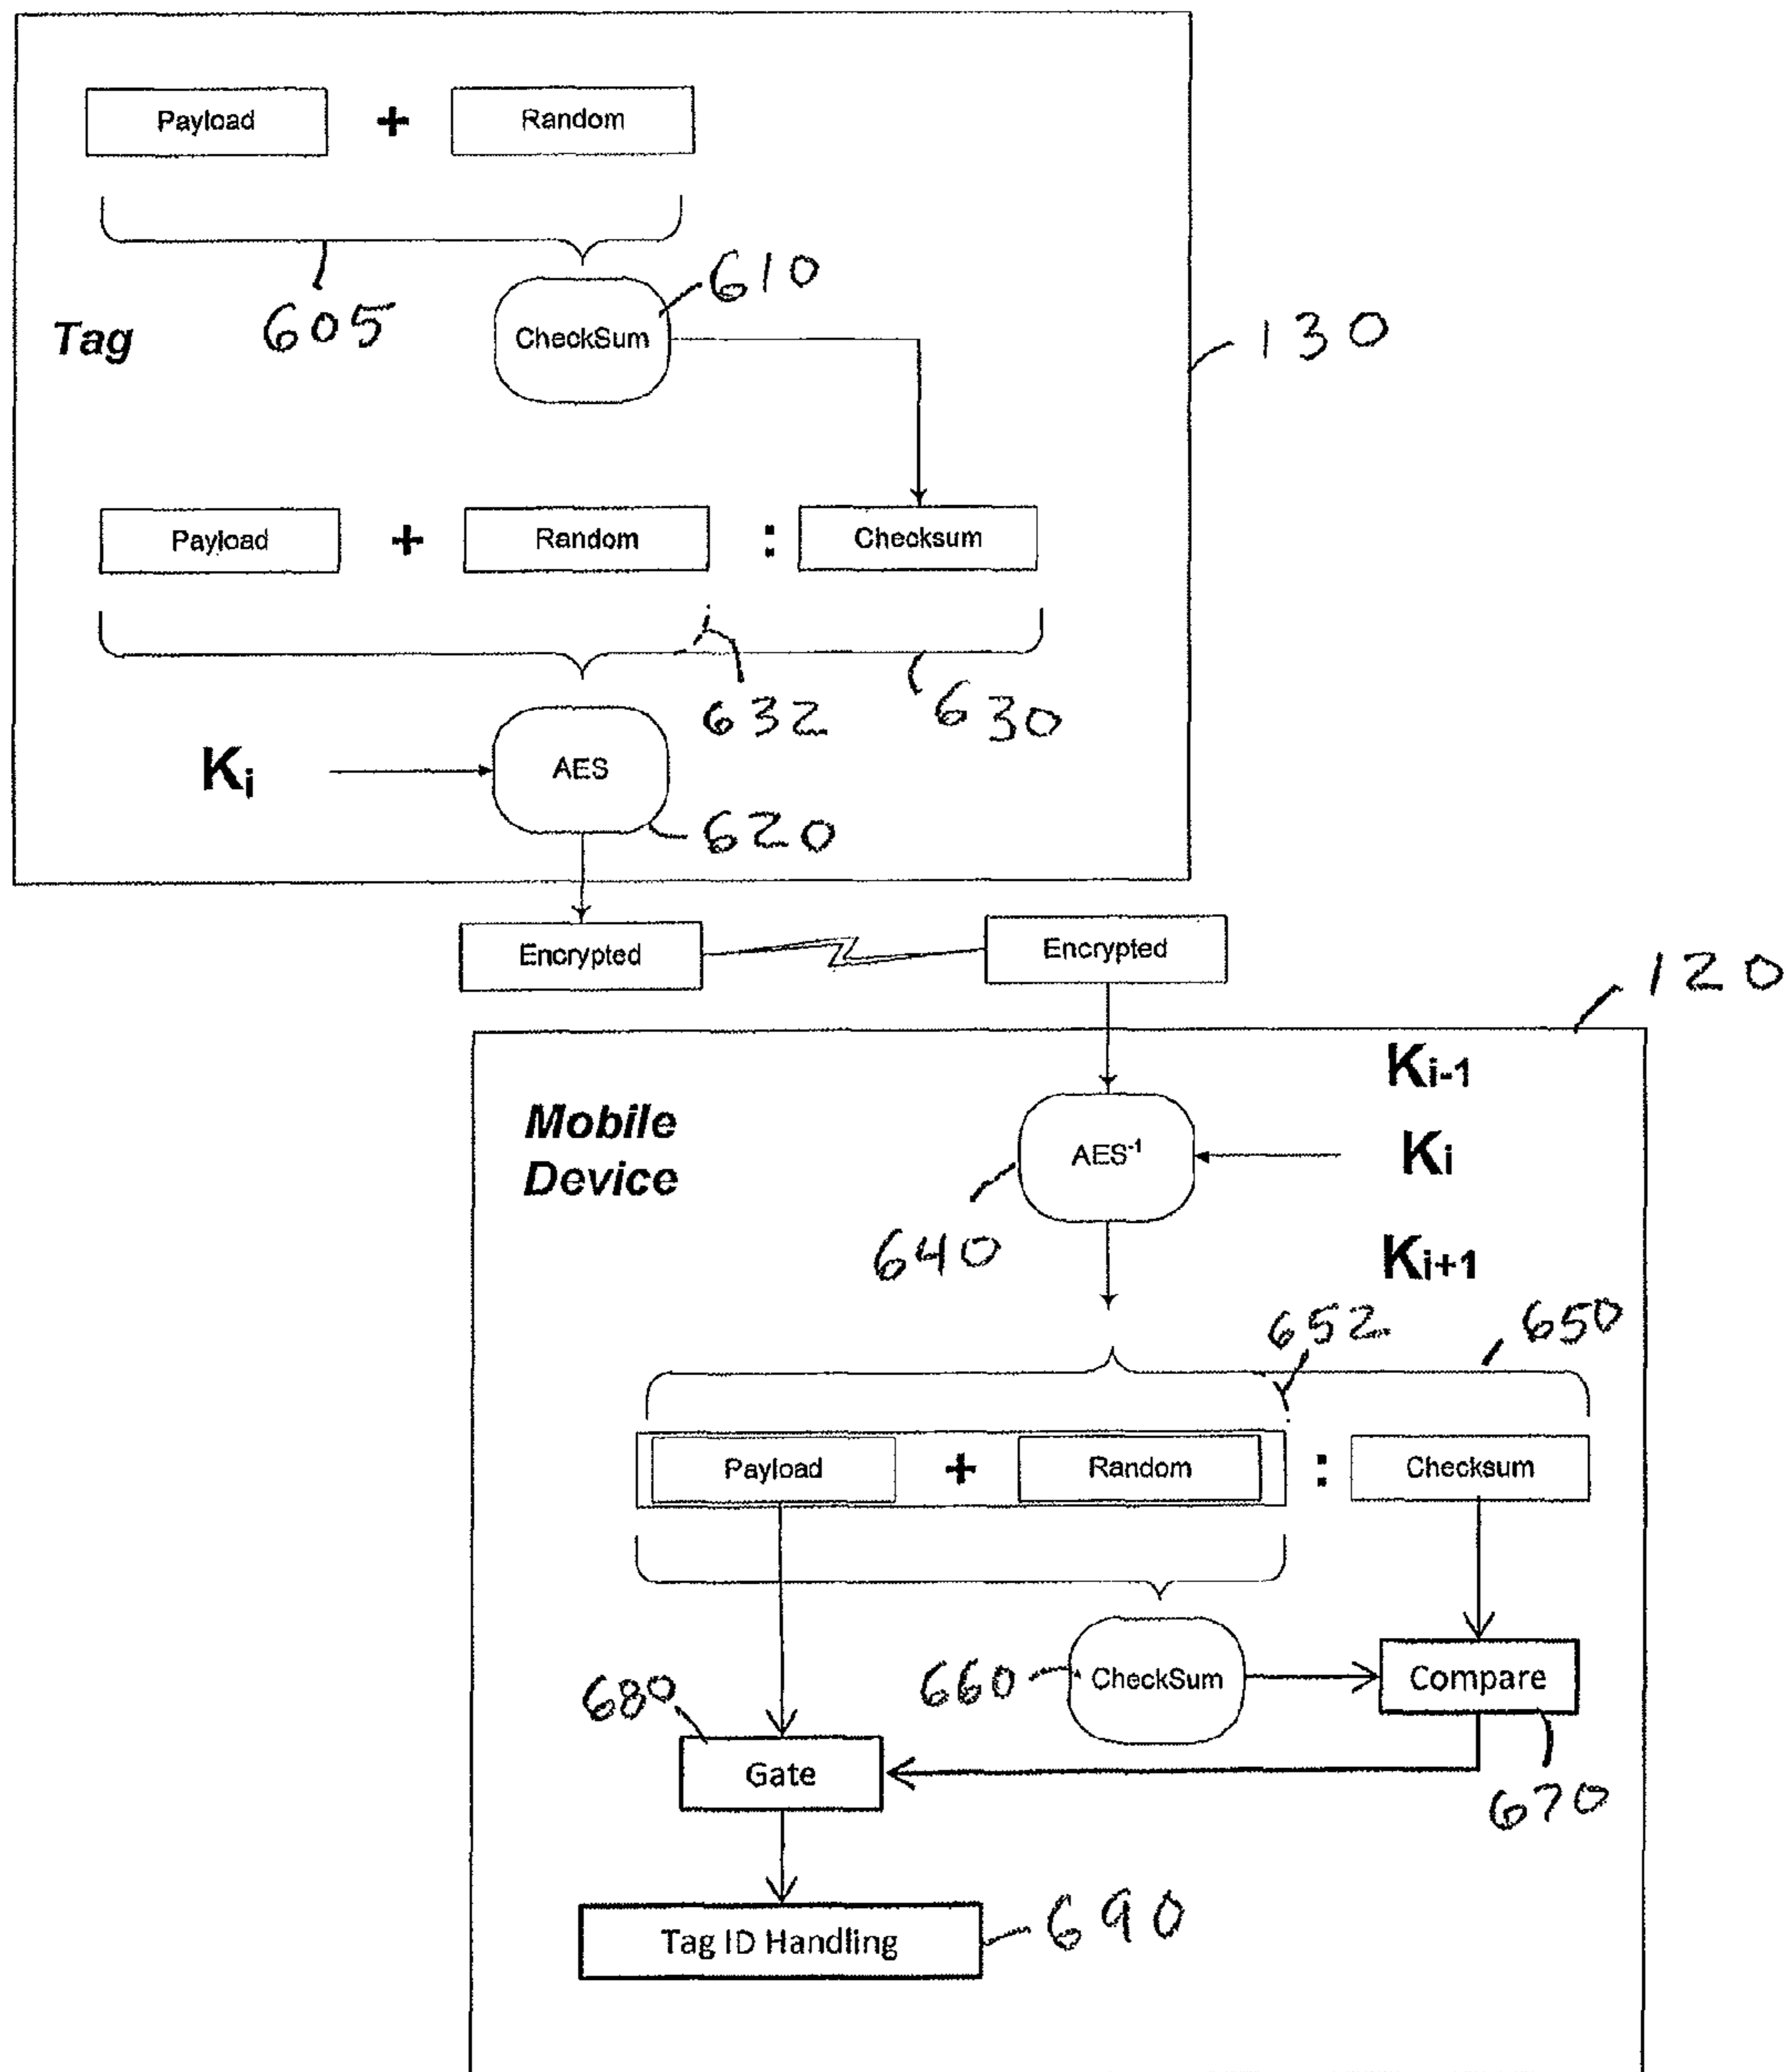 Payload + Random
605
610
Tag
CheckSum
130
Payload + Random : Checksum
632
630
Ki
AES
620
Encrypted
Encrypted
120
Ki-1
Mobile
Device
AES-1
Ki
640
Ki+1
652
650
Payload + Random : Checksum
660
CheckSum
Compare
680
Gate
670
Tag ID Handling
690